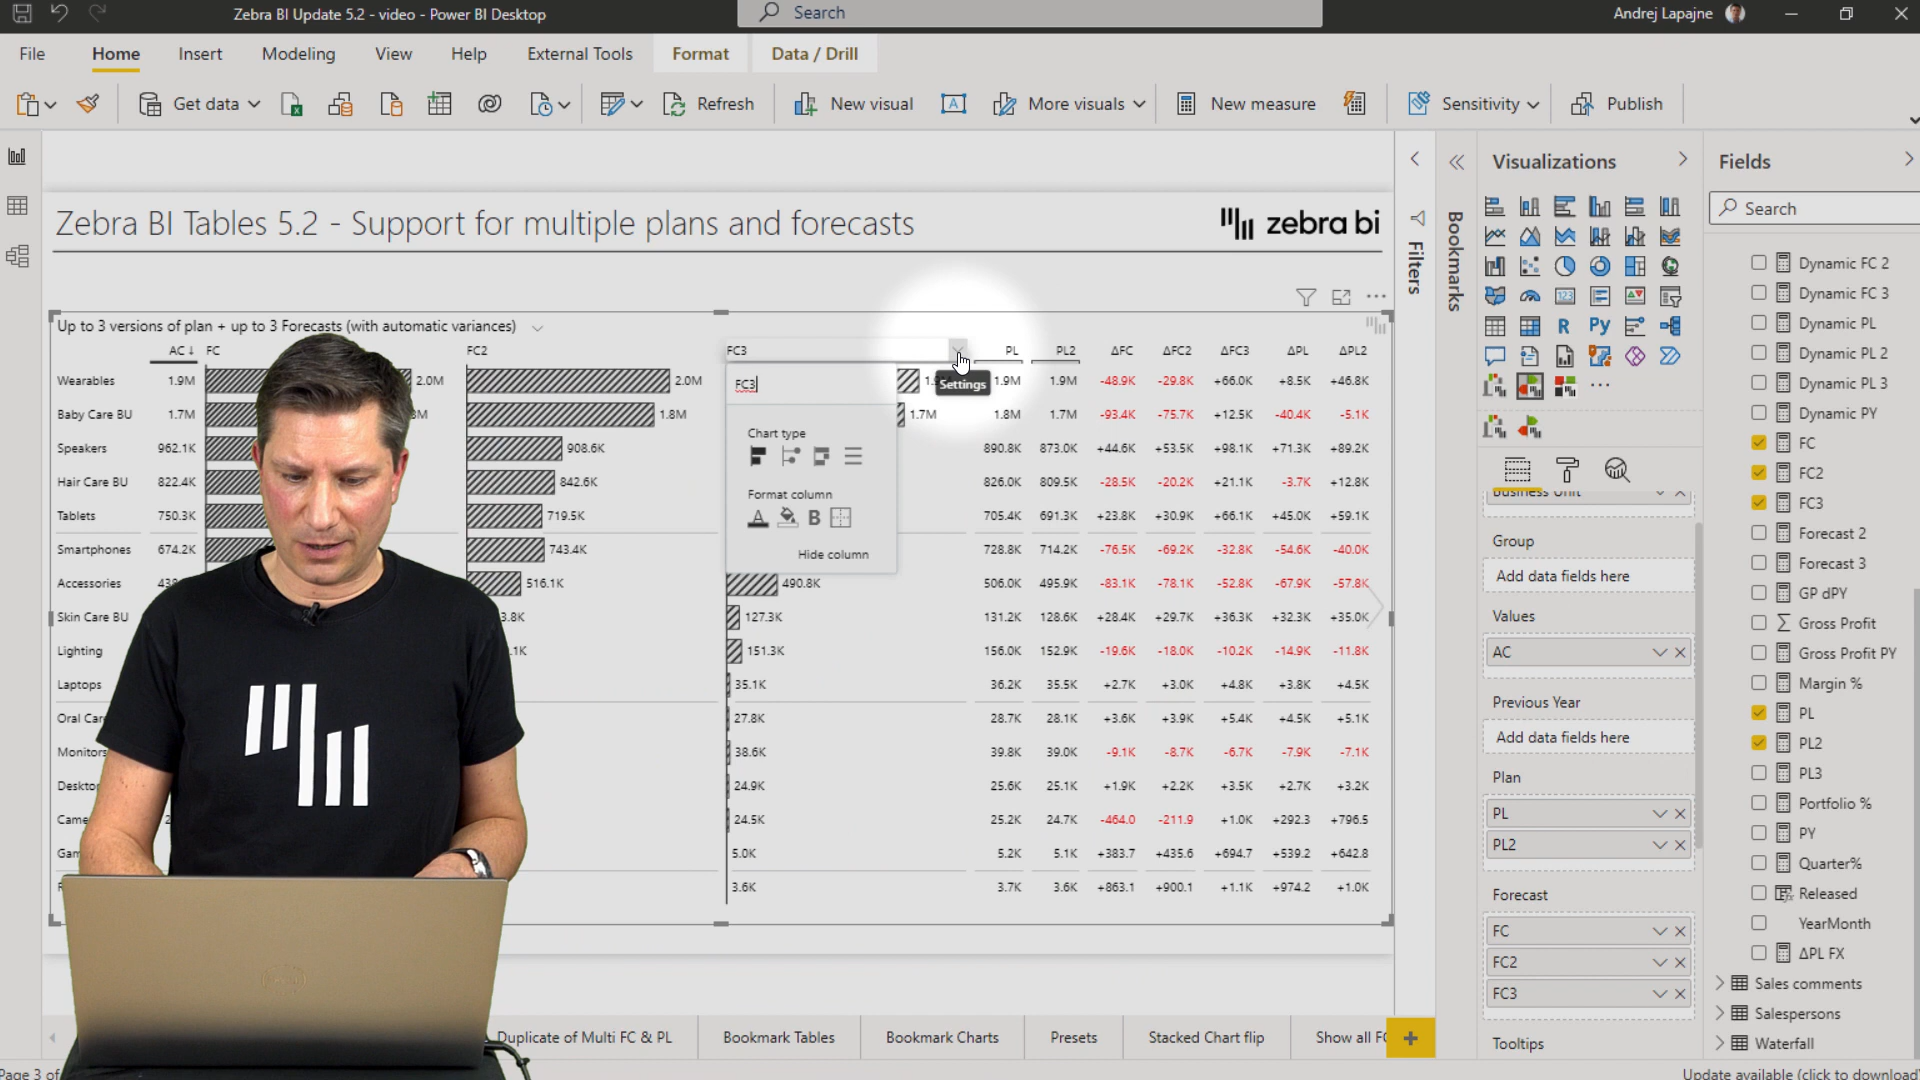 Zebra BI Update 5.2 - video - Power BI Desktop
Search
Andrej Lapajne
File
Home
Insert
Modeling
View
Help
External Tools
Format
Data / Drill
Get data
Refresh
New visual
More visuals
New measure
Sensitivity
Publish
Zebra BI Tables 5.2 - Support for multiple plans and forecasts
zebra bi
Up to 3 versions of plan + up to 3 Forecasts (with automatic variances)
AC ↓ FC FC2 FC3 PL PL2 ΔFC ΔFC2 ΔFC3 ΔPL ΔPL2
Wearables 1.9M 2.0M 2.0M 1.9M 1.9M -48.9K -29.8K +66.0K +8.5K +46.8K
Baby Care BU 1.7M 1.8M 1.7M 1.8M 1.7M -93.4K -75.7K +12.5K -40.4K -5.1K
Speakers 962.1K 908.6K 890.8K 873.0K +44.6K +53.5K +98.1K +71.3K +89.2K
Hair Care BU 822.4K 842.6K 826.0K 809.5K -28.5K -20.2K +21.1K -3.7K +12.8K
Tablets 750.3K 719.5K 705.4K 691.3K +23.8K +30.9K +66.1K +45.0K +59.1K
Smartphones 674.2K 743.4K 728.8K 714.2K -76.5K -69.2K -32.8K -54.6K -40.0K
Accessories 516.1K 490.8K 506.0K 495.9K -83.1K -78.1K -52.8K -67.9K -57.8K
Skin Care BU 127.3K 131.2K 128.6K +28.4K +29.7K +36.3K +32.3K +35.0K
Lighting 151.3K 156.0K 152.9K -19.6K -18.0K -10.2K -14.9K -11.8K
Laptops 35.1K 36.2K 35.5K +2.7K +3.0K +4.8K +3.8K +4.5K
Oral Car 27.8K 28.7K 28.1K +3.6K +3.9K +5.4K +4.5K +5.1K
Monitors 38.6K 39.8K 39.0K -9.1K -8.7K -6.7K -7.9K -7.1K
Deskto 24.9K 25.6K 25.1K +1.9K +2.2K +3.5K +2.7K +3.2K
Came 24.5K 25.2K 24.7K -464.0 -211.9 +1.0K +292.3 +796.5
Gam 5.0K 5.2K 5.1K +383.7 +435.6 +694.7 +539.2 +642.8
3.6K 3.7K 3.6K +863.1 +900.1 +1.1K +974.2 +1.0K
FC3
Settings
Chart type
Format column
A B
Hide column
Duplicate of Multi FC & PL
Bookmark Tables
Bookmark Charts
Presets
Stacked Chart flip
Show all FC
Page 3 of
Update available (click to download
Filters
Bookmarks
Visualizations
R Py
123
Business Unit
Group
Add data fields here
Values
AC
Previous Year
Add data fields here
Plan
PL
PL2
Forecast
FC
FC2
FC3
Tooltips
Fields
Search
Dynamic FC 2
Dynamic FC 3
Dynamic PL
Dynamic PL 2
Dynamic PL 3
Dynamic PY
FC
FC2
FC3
Forecast 2
Forecast 3
GP dPY
Gross Profit
Gross Profit PY
Margin %
PL
PL2
PL3
Portfolio %
PY
Quarter%
Released
YearMonth
ΔPL FX
Sales comments
Salespersons
Waterfall